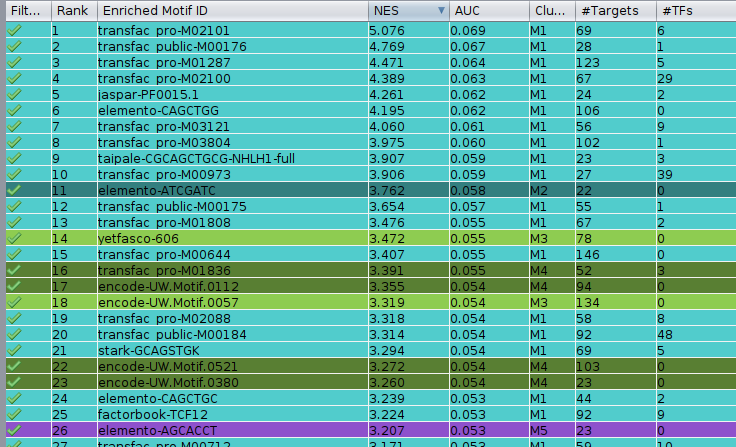 Filt... Rank Enriched Motif ID NES AUC Clu... #Targets #TFs
1 transfac_pro-M02101 5.076 0.069 M1 69 6
2 transfac_public-M00176 4.769 0.067 M1 28 1
3 transfac_pro-M01287 4.471 0.064 M1 123 5
4 transfac_pro-M02100 4.389 0.063 M1 67 29
5 jaspar-PF0015.1 4.261 0.062 M1 24 2
6 elemento-CAGCTGG 4.195 0.062 M1 106 0
7 transfac_pro-M03121 4.060 0.061 M1 56 9
8 transfac_pro-M03804 3.975 0.060 M1 102 1
9 taipale-CGCAGCTGCG-NHLH1-full 3.907 0.059 M1 23 3
10 transfac_pro-M00973 3.906 0.059 M1 27 39
11 elemento-ATCGATC 3.762 0.058 M2 22 0
12 transfac_public-M00175 3.654 0.057 M1 55 1
13 transfac_pro-M01808 3.476 0.055 M1 67 2
14 yetfasco-606 3.472 0.055 M3 78 0
15 transfac_pro-M00644 3.407 0.055 M1 146 0
16 transfac_pro-M01836 3.391 0.055 M4 52 3
17 encode-UW.Motif.0112 3.355 0.054 M4 94 0
18 encode-UW.Motif.0057 3.319 0.054 M3 134 0
19 transfac_pro-M02088 3.318 0.054 M1 58 8
20 transfac_public-M00184 3.314 0.054 M1 92 48
21 stark-GCAGSTGK 3.294 0.054 M1 69 5
22 encode-UW.Motif.0521 3.272 0.054 M4 103 0
23 encode-UW.Motif.0380 3.260 0.054 M4 23 0
24 elemento-CAGCTGC 3.239 0.053 M1 44 2
25 factorbook-TCF12 3.224 0.053 M1 92 9
26 elemento-AGCACCT 3.207 0.053 M5 23 0
27 transfac_pro-M00712 3.171 0.053 M1 59 10